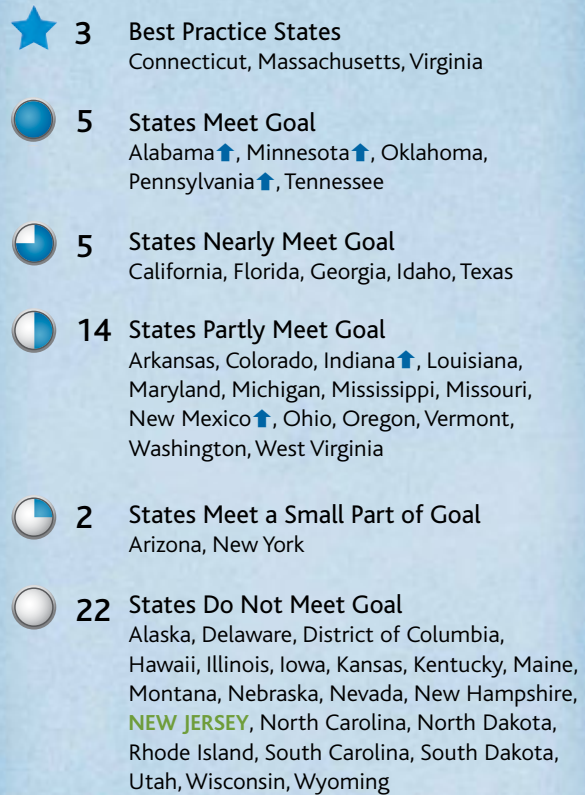 3 Best Practice States
Connecticut, Massachusetts, Virginia
5 States Meet Goal
Alabama⬆, Minnesota⬆, Oklahoma,
Pennsylvania⬆, Tennessee
5 States Nearly Meet Goal
California, Florida, Georgia, Idaho, Texas
14 States Partly Meet Goal
Arkansas, Colorado, Indiana⬆, Louisiana,
Maryland, Michigan, Mississippi, Missouri,
New Mexico⬆, Ohio, Oregon, Vermont,
Washington, West Virginia
2 States Meet a Small Part of Goal
Arizona, New York
22 States Do Not Meet Goal
Alaska, Delaware, District of Columbia,
Hawaii, Illinois, Iowa, Kansas, Kentucky, Maine,
Montana, Nebraska, Nevada, New Hampshire,
NEW JERSEY, North Carolina, North Dakota,
Rhode Island, South Carolina, South Dakota,
Utah, Wisconsin, Wyoming